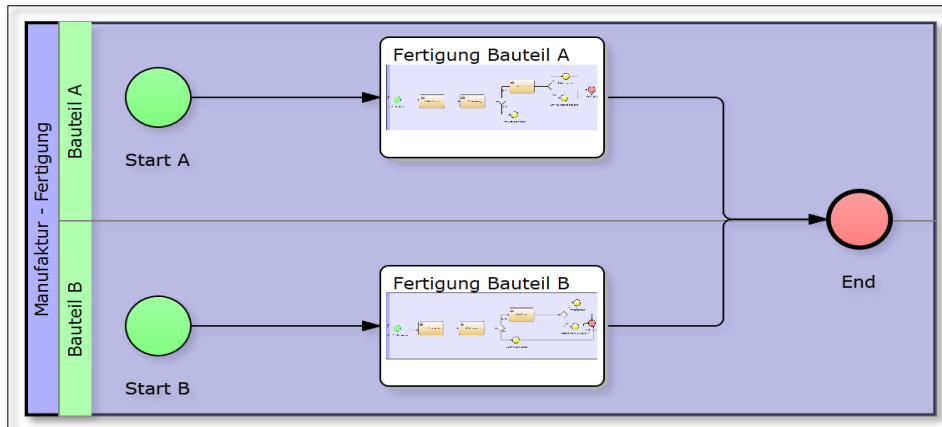 Manufaktur - Fertigung
Bauteil A
Start A
Fertigung Bauteil A
End
Bauteil B
Start B
Fertigung Bauteil B